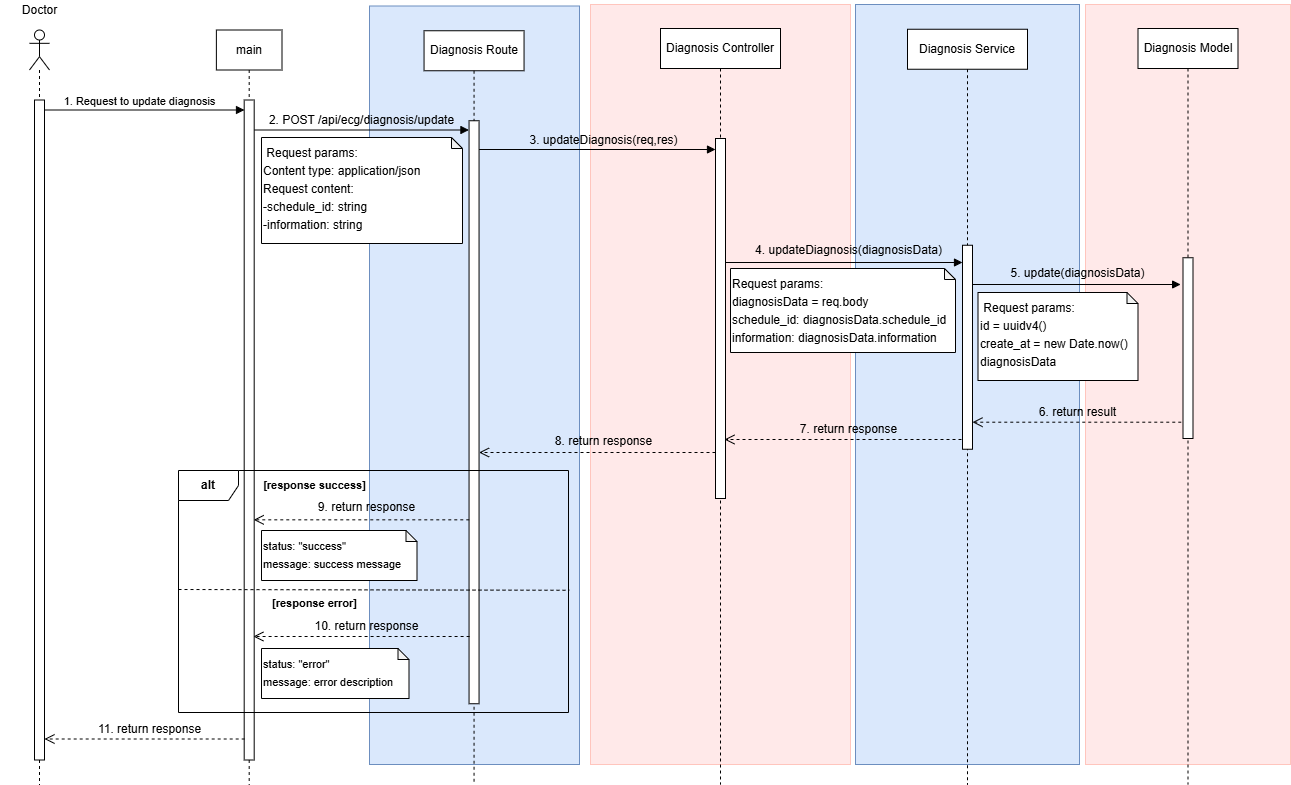 Doctor
main
Diagnosis Route
Diagnosis Controller
Diagnosis Service
Diagnosis Model
1. Request to update diagnosis
2. POST /api/ecg/diagnosis/update
Request params:
Content type: application/json
Request content:
-schedule_id: string
-information: string
3. updateDiagnosis(req,res)
4. updateDiagnosis(diagnosisData)
Request params:
diagnosisData = req.body
schedule_id: diagnosisData.schedule_id
information: diagnosisData.information
5. update(diagnosisData)
Request params:
id = uuidv4()
create_at = new Date.now()
diagnosisData
6. return result
7. return response
8. return response
alt
[response success]
9. return response
status: "success"
message: success message
[response error]
10. return response
status: "error"
message: error description
11. return response